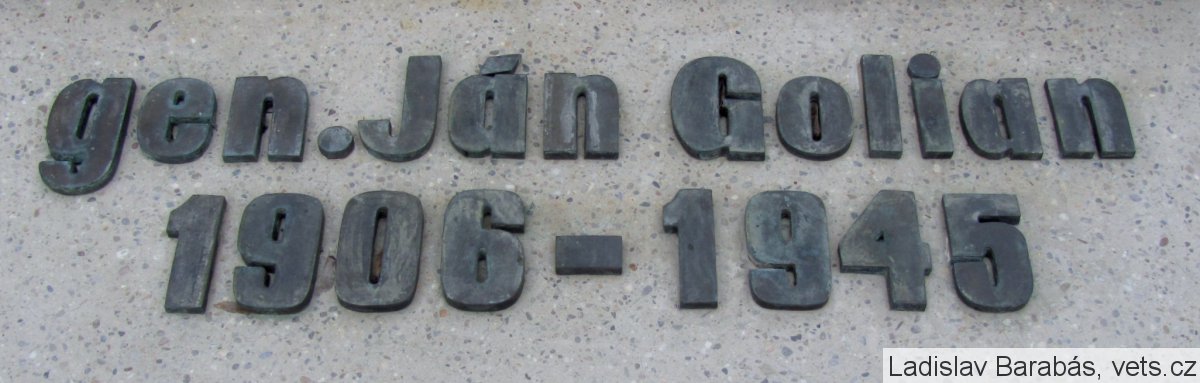 gen.Ján Golian
1906-1945
Ladislav Barabás, vets.cz